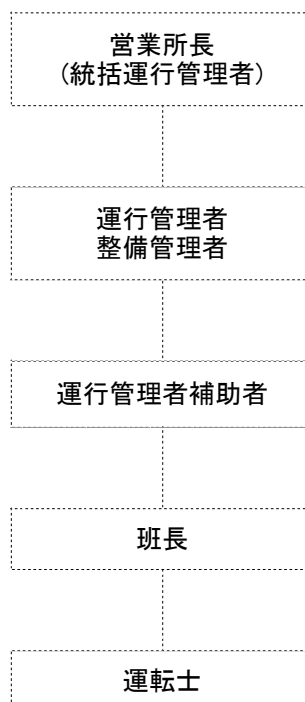 営業所長
(統括運行管理者)
運行管理者
整備管理者
運行管理者補助者
班長
運転士